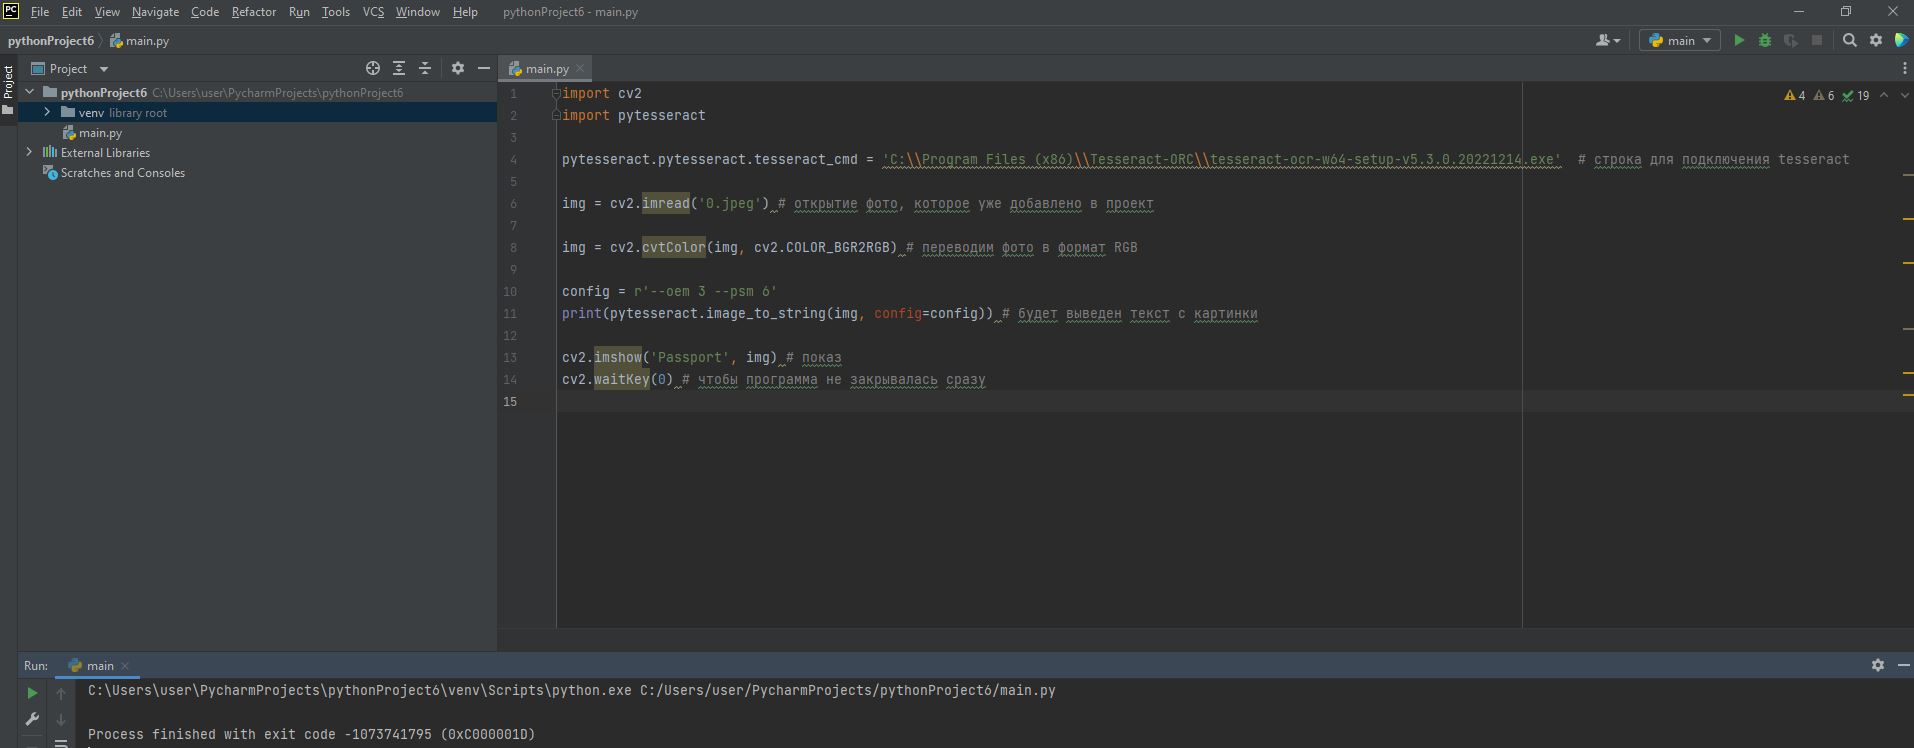 PC File Edit View Navigate Code Refactor Run Tools VCS Window Help pythonProject6 - main.py
pythonProject6 main.py main
Project main.py
Project
pythonProject6 C:\Users\user\PycharmProjects\pythonProject6
venv library root
main.py
External Libraries
Scratches and Consoles
4 6 19
1 import cv2
2 import pytesseract
3
4 pytesseract.pytesseract.tesseract_cmd = 'C:\\Program Files (x86)\\Tesseract-ORC\\tesseract-ocr-w64-setup-v5.3.0.20221214.exe'  # строка для подключения tesseract
5
6 img = cv2.imread('0.jpeg') # открытие фото, которое уже добавлено в проект
7
8 img = cv2.cvtColor(img, cv2.COLOR_BGR2RGB) # переводим фото в формат RGB
9
10 config = r'--oem 3 --psm 6'
11 print(pytesseract.image_to_string(img, config=config)) # будет выведен текст с картинки
12
13 cv2.imshow('Passport', img) # показ
14 cv2.waitKey(0) # чтобы программа не закрывалась сразу
15
Run: main
C:\Users\user\PycharmProjects\pythonProject6\venv\Scripts\python.exe C:/Users/user/PycharmProjects/pythonProject6/main.py
Process finished with exit code -1073741795 (0xC000001D)